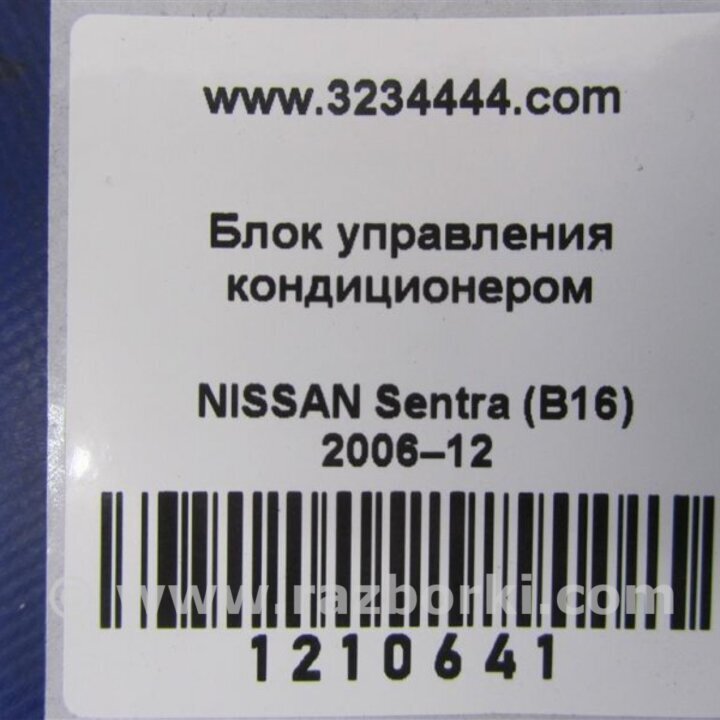 www.3234444.com
Блок управления
кондиционером
NISSAN Sentra (B16)
2006–12
© www.razborki.com
1210641